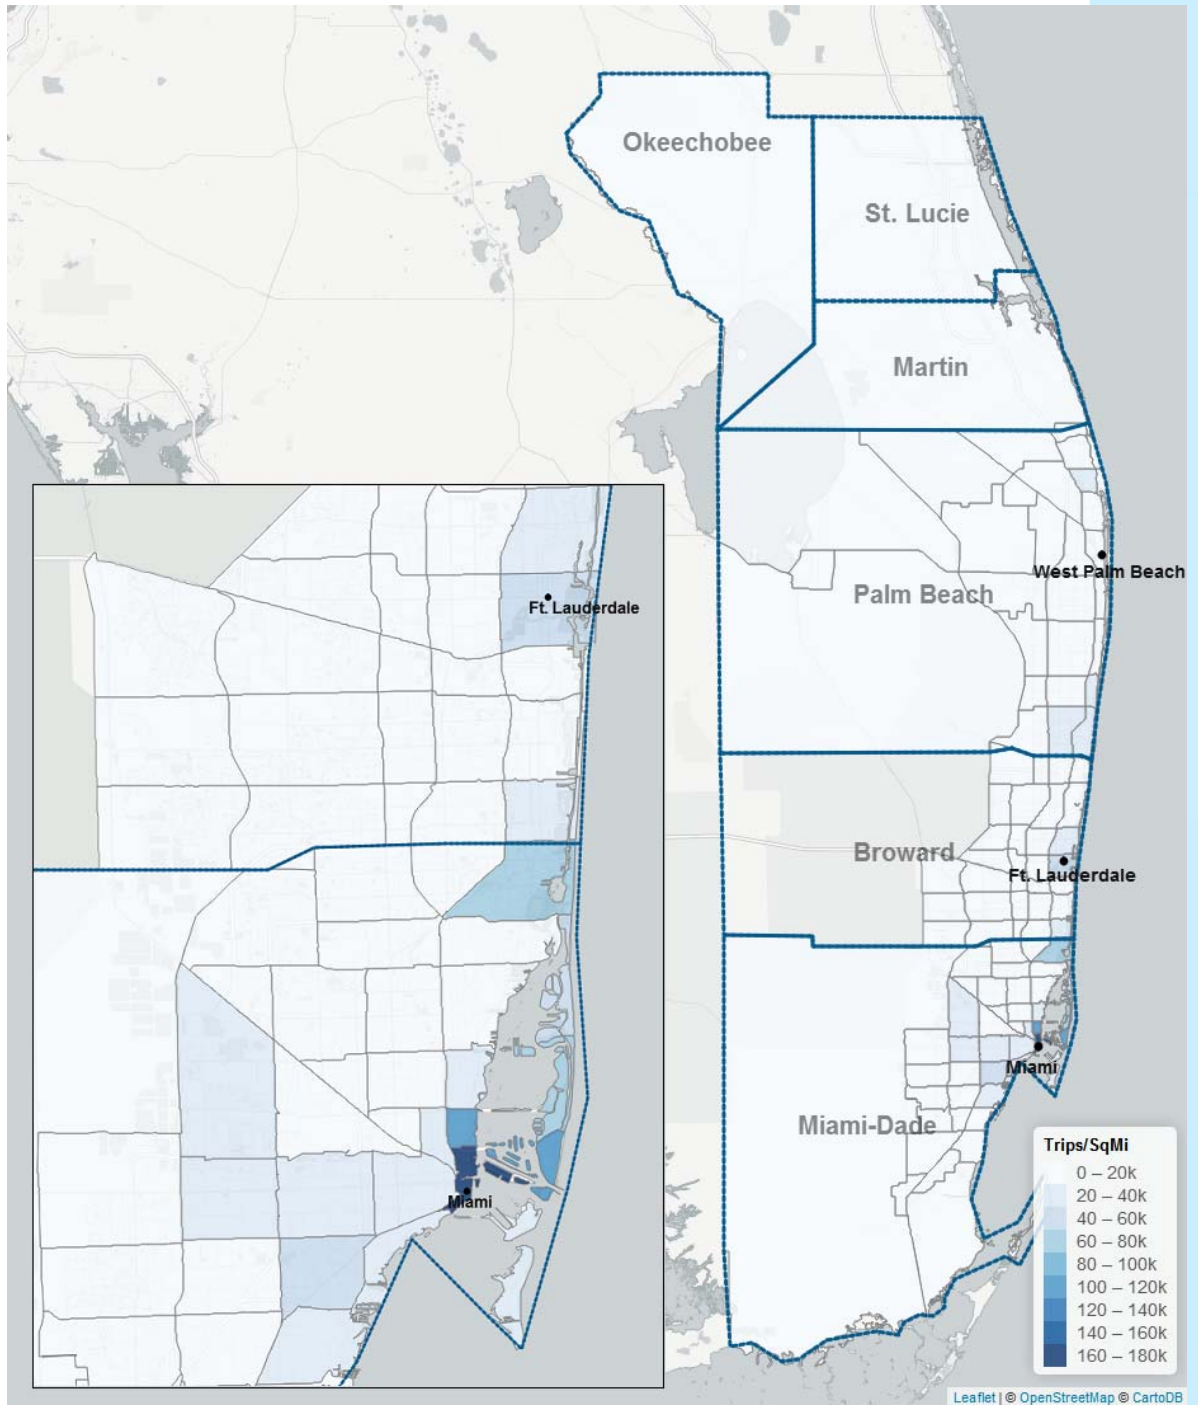 Okeechobee
St. Lucie
Martin
West Palm Beach
Palm Beach
Ft. Lauderdale
Broward
Ft. Lauderdale
Miami
Miami-Dade
Miami
Trips/SqMi
0 – 20k
20 – 40k
40 – 60k
60 – 80k
80 – 100k
100 – 120k
120 – 140k
140 – 160k
160 – 180k
Leaflet | © OpenStreetMap © CartoDB